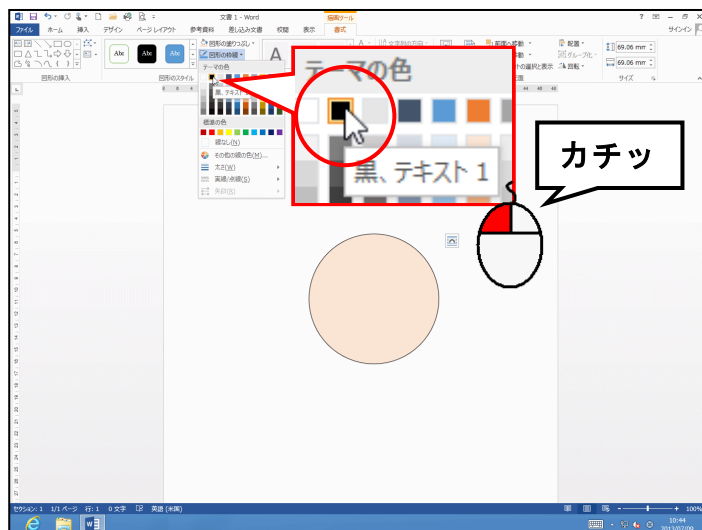 文書 1 - Word
描画ツール
ファイル ホーム 挿入 デザイン ページ レイアウト 参考資料 差し込み文書 校閲 表示 書式 サインイン
図形の塗りつぶし
図形の枠線
Abc Abc Abc
A
配置
グループ化
回転
69.06 mm
69.06 mm
図形の挿入 図形のスタイル サイズ
テーマの色
黒、テキスト 1
標準の色
線なし(N)
その他の線の色(M)...
太さ(W)
実線/点線(S)
矢印(R)
テーマの色
黒、テキスト 1
カチッ
セクション: 1 1/1 ページ 行: 1 0 文字 英語 (米国) 100%
10:44
2013/07/09